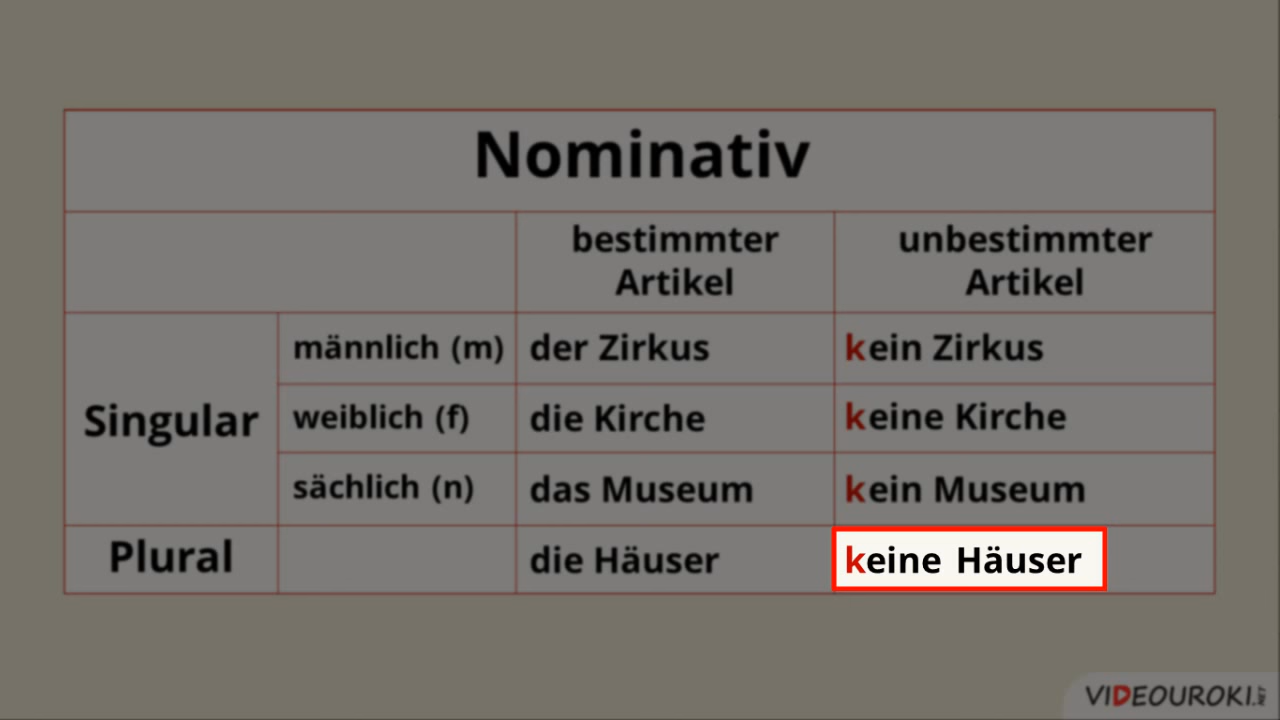 Nominativ
bestimmter
Artikel
unbestimmter
Artikel
Singular
männlich (m)
der Zirkus
kein Zirkus
weiblich (f)
die Kirche
keine Kirche
sächlich (n)
das Museum
kein Museum
Plural
die Häuser
keine Häuser
VIDEOUROKI.NET